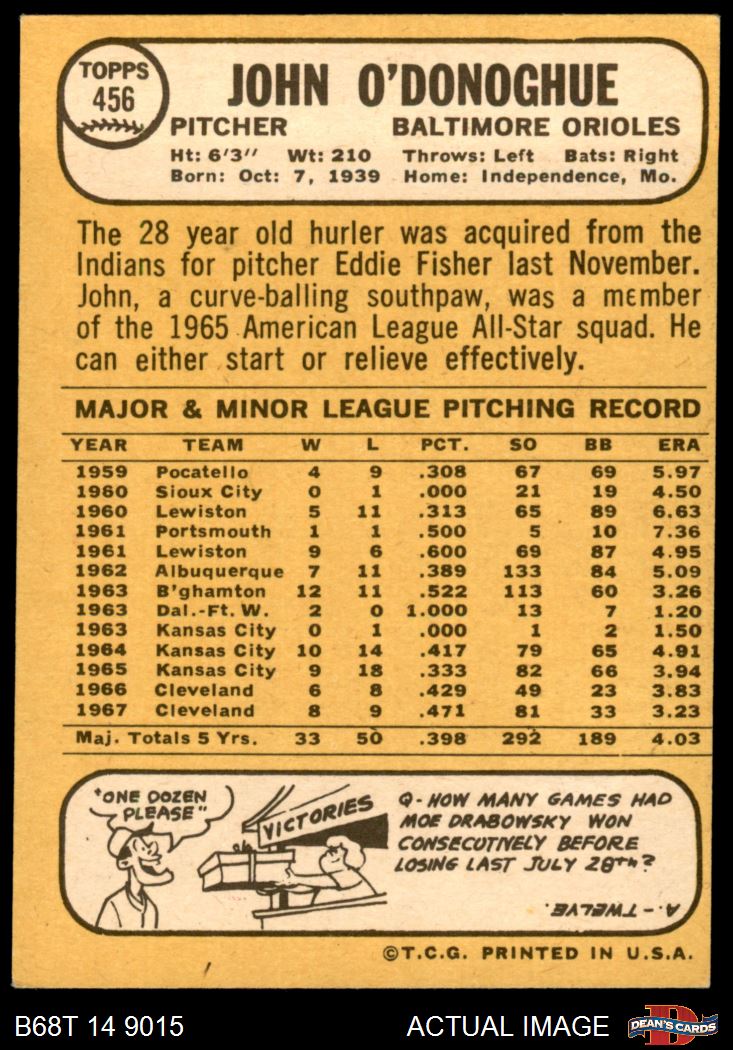 TOPPS
456
JOHN O'DONOGHUE
PITCHER BALTIMORE ORIOLES
Ht: 6'3" Wt: 210 Throws: Left Bats: Right
Born: Oct: 7, 1939 Home: Independence, Mo.
The 28 year old hurler was acquired from the
Indians for pitcher Eddie Fisher last November.
John, a curve-balling southpaw, was a member
of the 1965 American League All-Star squad. He
can either start or relieve effectively.
MAJOR & MINOR LEAGUE PITCHING RECORD
YEAR TEAM W L PCT. SO BB ERA
1959 Pocatello 4 9 .308 67 69 5.97
1960 Sioux City 0 1 .000 21 19 4.50
1960 Lewiston 5 11 .313 65 89 6.63
1961 Portsmouth 1 1 .500 5 10 7.36
1961 Lewiston 9 6 .600 69 87 4.95
1962 Albuquerque 7 11 .389 133 84 5.09
1963 B'ghamton 12 11 .522 113 60 3.26
1963 Dal.-Ft. W. 2 0 1.000 13 7 1.20
1963 Kansas City 0 1 .000 1 2 1.50
1964 Kansas City 10 14 .417 79 65 4.91
1965 Kansas City 9 18 .333 82 66 3.94
1966 Cleveland 6 8 .429 49 23 3.83
1967 Cleveland 8 9 .471 81 33 3.23
Maj. Totals 5 Yrs. 33 50 .398 292 189 4.03
"ONE DOZEN
PLEASE"
VICTORIES
Q - HOW MANY GAMES HAD
MOE DRABOWSKY WON
CONSECUTIVELY BEFORE
LOSING LAST JULY 28TH?
A. - TWELVE.
©T.C.G. PRINTED IN U.S.A.
B68T 14 9015 ACTUAL IMAGE
D
DEAN'S CARDS